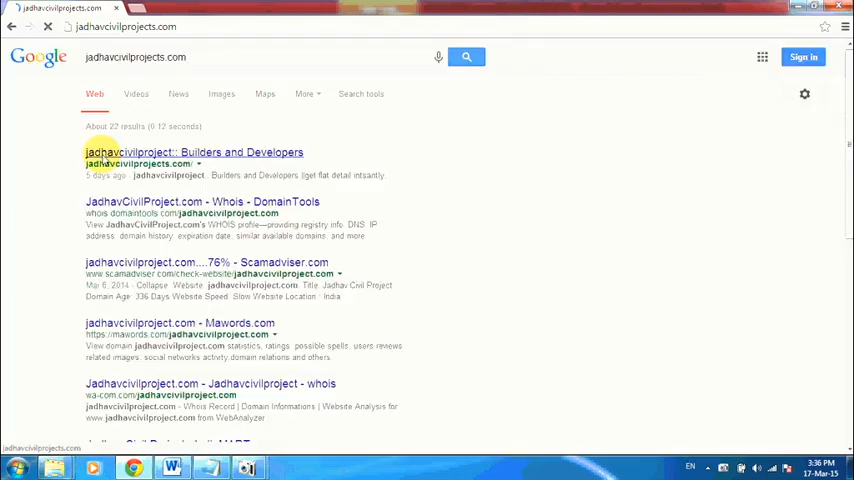 jadhavcivilprojects.com
Google
jadhavcivilprojects.com
Sign in
Web Videos News Images Maps More Search tools
About 22 results (0.12 seconds)
jadhavcivilproject:: Builders and Developers
jadhavcivilprojects.com/
5 days ago - jadhavcivilproject:: Builders and Developers ||get flat detail intsantly.
JadhavCivilProject.com - Whois - DomainTools
whois.domaintools.com/jadhavcivilproject.com
View JadhavCivilProject.com's WHOIS profile—providing registry info, DNS, IP
address, domain history, expiration date, similar available domains, and more
jadhavcivilproject.com....76% - Scamadviser.com
www.scamadviser.com/check-website/jadhavcivilproject.com
Mar 6, 2014 - Collapse. Website. jadhavcivilproject.com. Title. Jadhav Civil Project
Domain Age. 336 Days Website Speed. Slow Website Location : India
jadhavcivilproject.com - Mawords.com
https://mawords.com/jadhavcivilproject.com
View domain jadhavcivilproject.com statistics, ratings, possible spells, users reviews
related images, social networks activity,domain relations and others.
Jadhavcivilproject.com - Jadhavcivilproject - whois
wa-com.com/jadhavcivilproject.com
jadhavcivilproject.com - Whois Record | Domain Informations | Website Analysis for
www.jadhavcivilproject.com from WebAnalyzer
jadhavcivilprojects.com
EN
3:36 PM
17-Mar-15